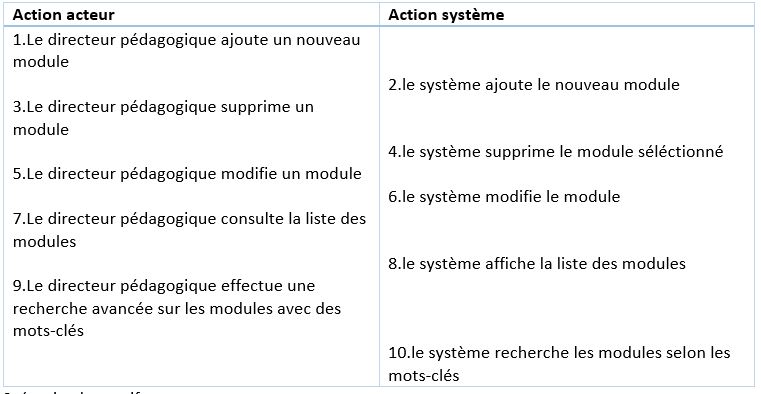 Action acteur
Action système
1.Le directeur pédagogique ajoute un nouveau
module
2.le système ajoute le nouveau module
3.Le directeur pédagogique supprime un
module
4.le système supprime le module séléctionné
5.Le directeur pédagogique modifie un module
6.le système modifie le module
7.Le directeur pédagogique consulte la liste des
modules
8.le système affiche la liste des modules
9.Le directeur pédagogique effectue une
recherche avancée sur les modules avec des
mots-clés
10.le système recherche les modules selon les
mots-clés